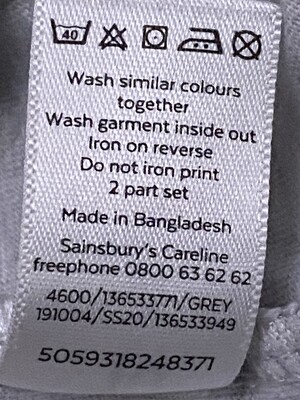 40
Wash similar colours
together
Wash garment inside out
Iron on reverse
Do not iron print
2 part set
Made in Bangladesh
Sainsbury's Careline
freephone 0800 63 62 62
4600/136533771/GREY
191004/SS20/136533949
5059318248371